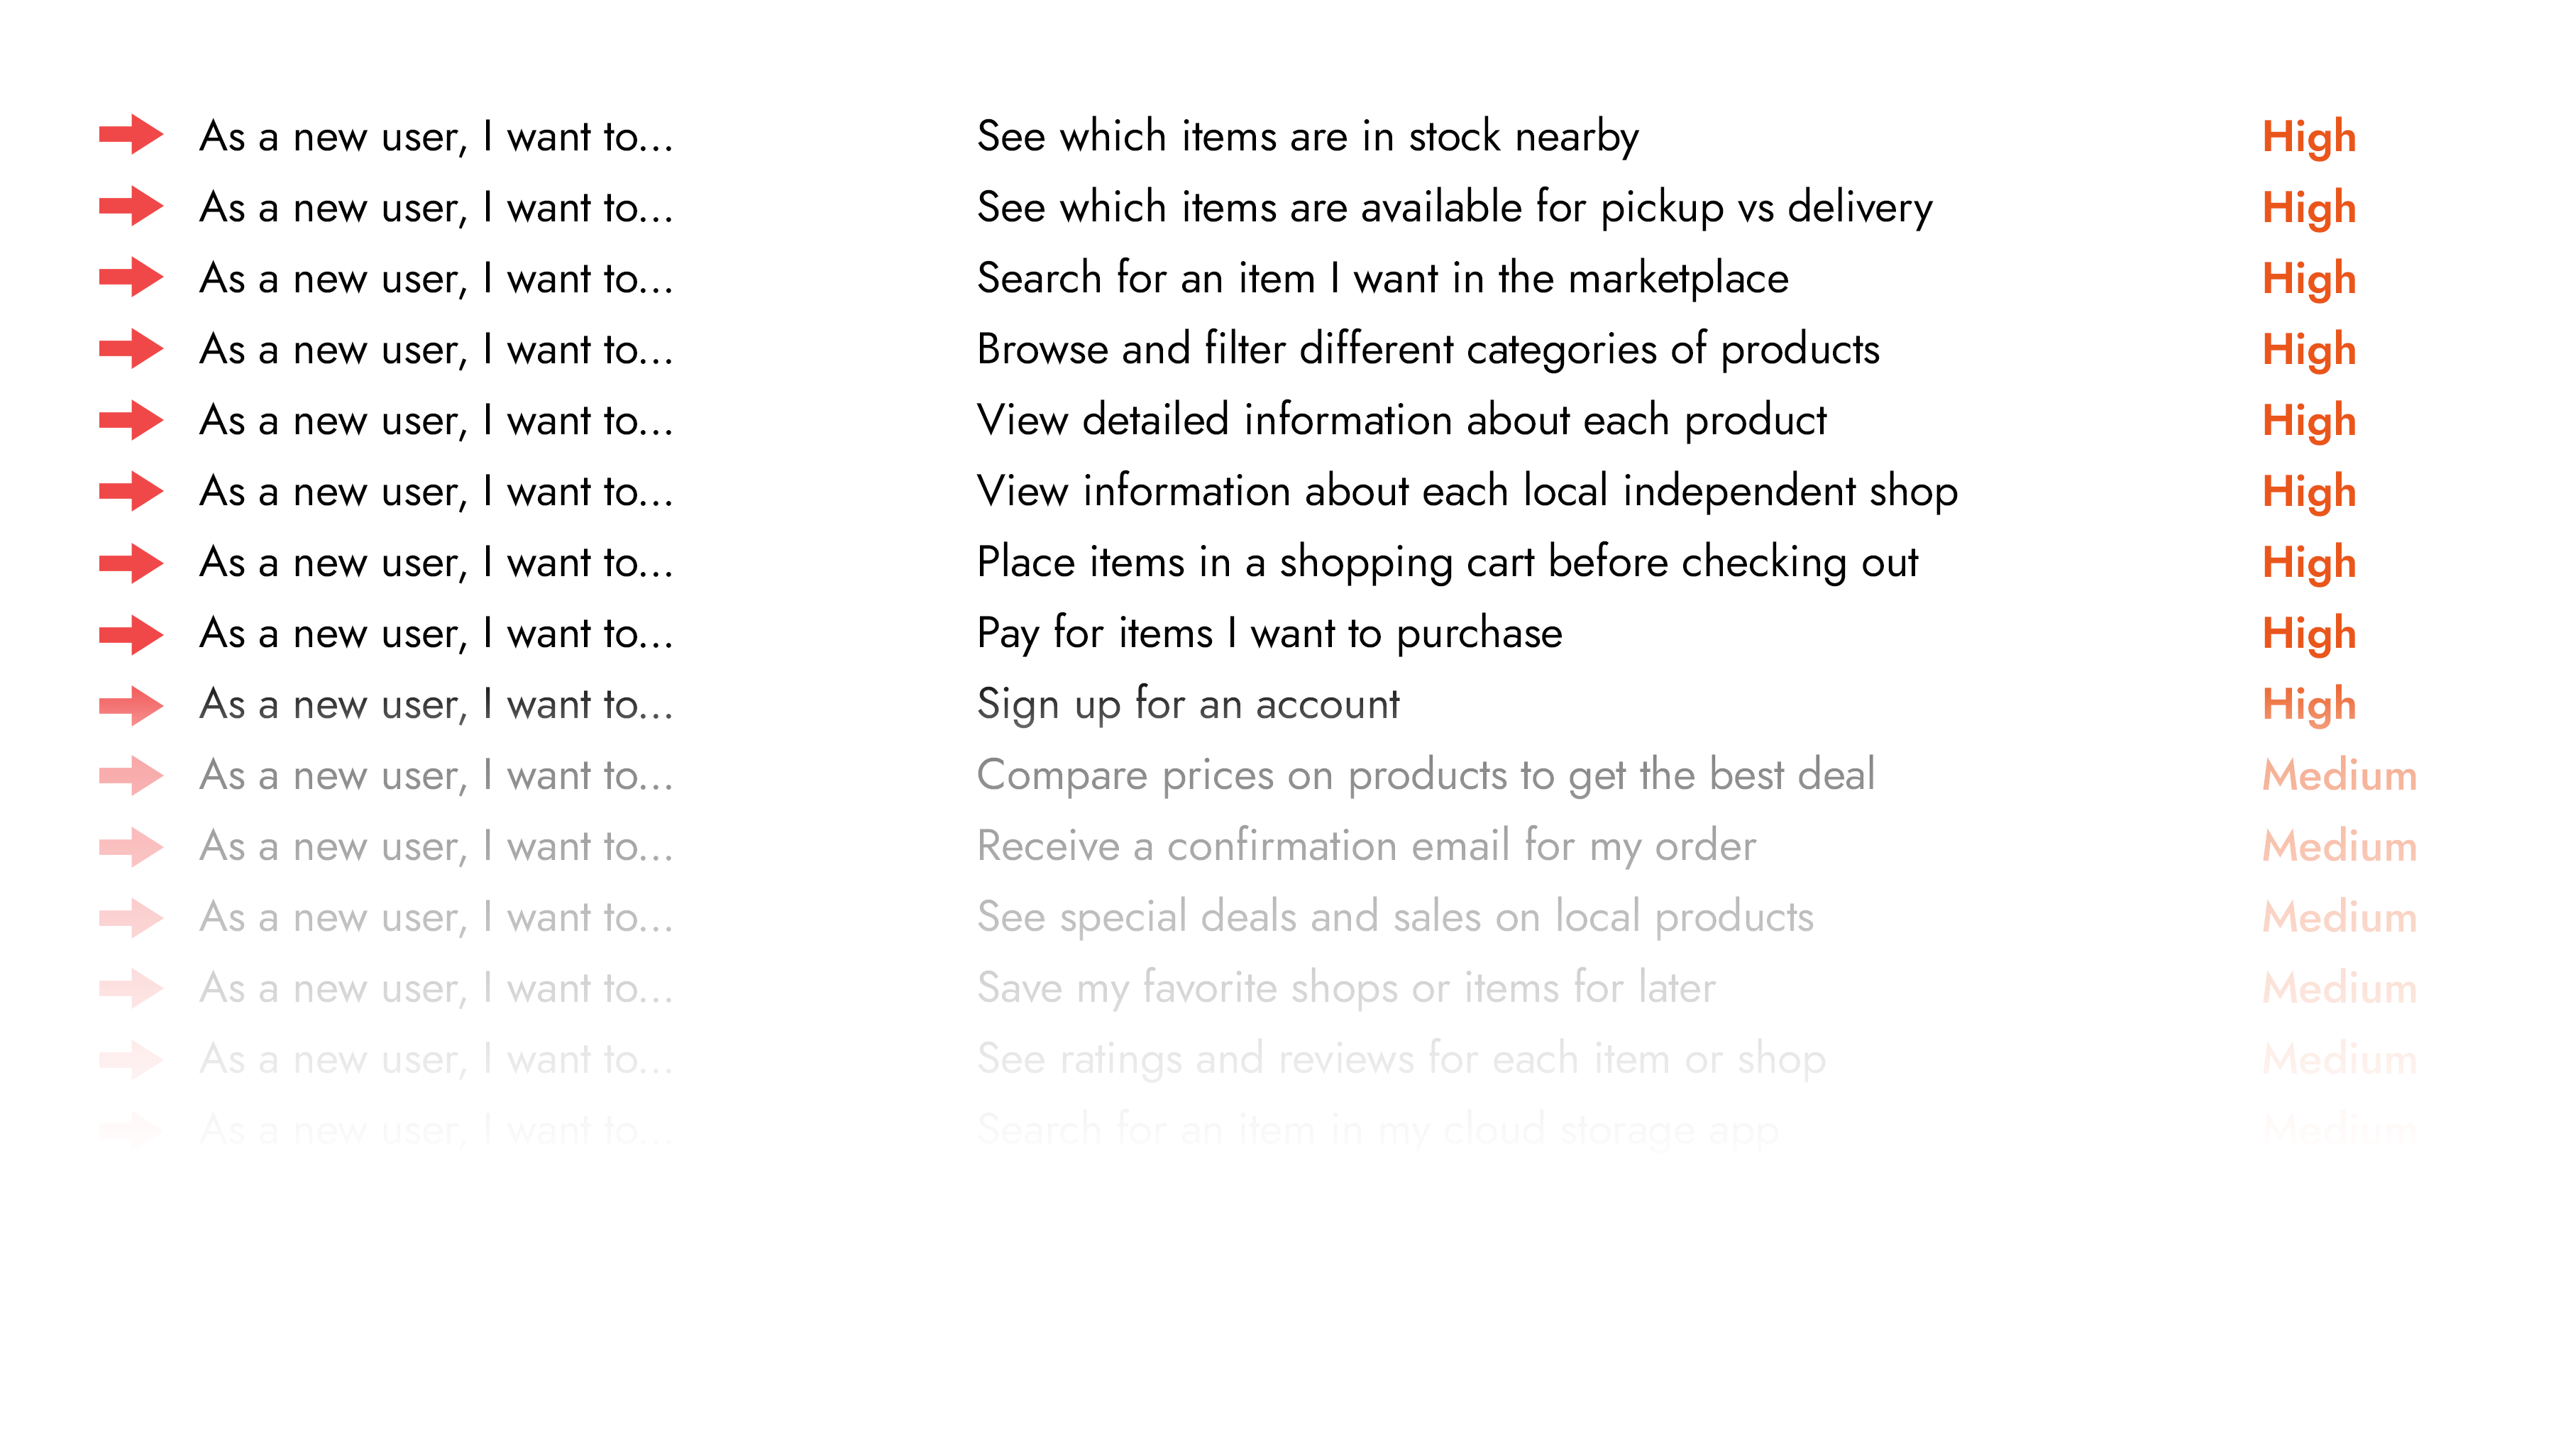 As a new user, I want to... See which items are in stock nearby High
As a new user, I want to... See which items are available for pickup vs delivery High
As a new user, I want to... Search for an item I want in the marketplace High
As a new user, I want to... Browse and filter different categories of products High
As a new user, I want to... View detailed information about each product High
As a new user, I want to... View information about each local independent shop High
As a new user, I want to... Place items in a shopping cart before checking out High
As a new user, I want to... Pay for items I want to purchase High
As a new user, I want to... Sign up for an account High
As a new user, I want to... Compare prices on products to get the best deal Medium
As a new user, I want to... Receive a confirmation email for my order Medium
As a new user, I want to... See special deals and sales on local products Medium
As a new user, I want to... Save my favorite shops or items for later Medium
As a new user, I want to... See ratings and reviews for each item or shop Medium
As a new user, I want to... Search for an item in my cloud storage app Medium